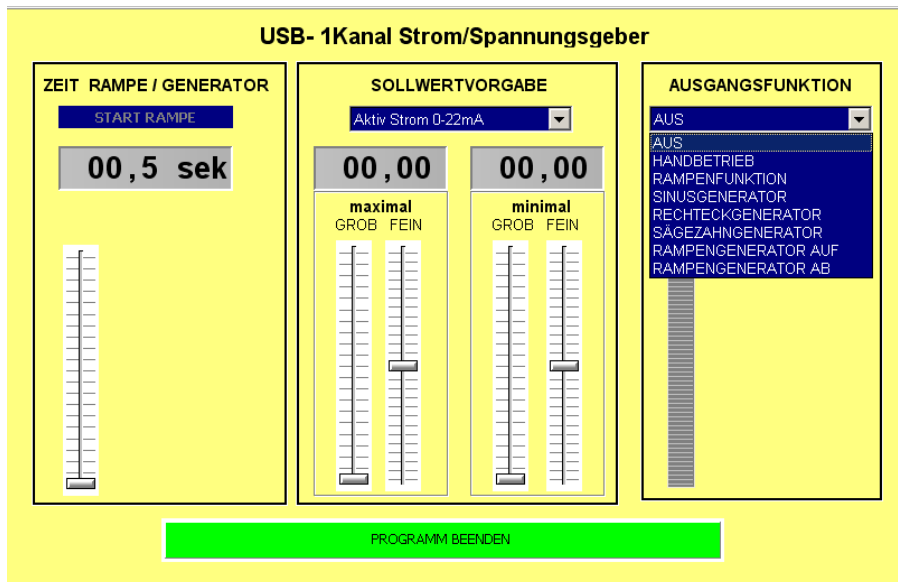 USB- 1Kanal Strom/Spannungsgeber
ZEIT RAMPE / GENERATOR
START RAMPE
00,5 sek
SOLLWERTVORGABE
Aktiv Strom 0-22mA
00,00
maximal
GROB FEIN
00,00
minimal
GROB FEIN
AUSGANGSFUNKTION
AUS
AUS
HANDBETRIEB
RAMPENFUNKTION
SINUSGENERATOR
RECHTECKGENERATOR
SÄGEZAHNGENERATOR
RAMPENGENERATOR AUF
RAMPENGENERATOR AB
PROGRAMM BEENDEN